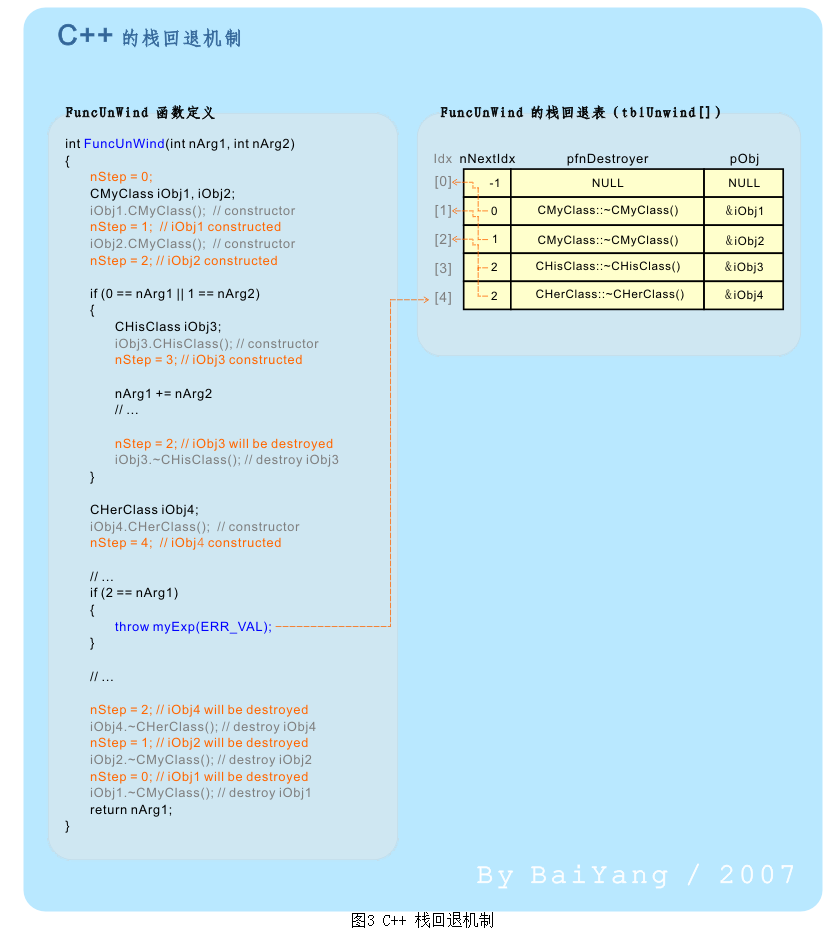 C++ 的栈回退机制
FuncUnWind 函数定义
int FuncUnWind(int nArg1, int nArg2)
{
nStep = 0;
CMyClass iObj1, iObj2;
iObj1.CMyClass(); // constructor
nStep = 1; // iObj1 constructed
iObj2.CMyClass(); // constructor
nStep = 2; // iObj2 constructed
if (0 == nArg1 || 1 == nArg2)
{
CHisClass iObj3;
iObj3.CHisClass(); // constructor
nStep = 3; // iObj3 constructed
nArg1 += nArg2
// ...
nStep = 2; // iObj3 will be destroyed
iObj3.~CHisClass(); // destroy iObj3
}
CHerClass iObj4;
iObj4.CHerClass(); // constructor
nStep = 4; // iObj4 constructed
// ...
if (2 == nArg1)
{
throw myExp(ERR_VAL);
}
// ...
nStep = 2; // iObj4 will be destroyed
iObj4.~CHerClass(); // destroy iObj4
nStep = 1; // iObj2 will be destroyed
iObj2.~CMyClass(); // destroy iObj2
nStep = 0; // iObj1 will be destroyed
iObj1.~CMyClass(); // destroy iObj1
return nArg1;
}
FuncUnWind 的栈回退表（tblUnwind[]）
Idx nNextIdx pfnDestroyer pObj
[0] -1 NULL NULL
[1] 0 CMyClass::~CMyClass() &iObj1
[2] 1 CMyClass::~CMyClass() &iObj2
[3] 2 CHisClass::~CHisClass() &iObj3
[4] 2 CHerClass::~CHerClass() &iObj4
By BaiYang / 2007
图3 C++ 栈回退机制